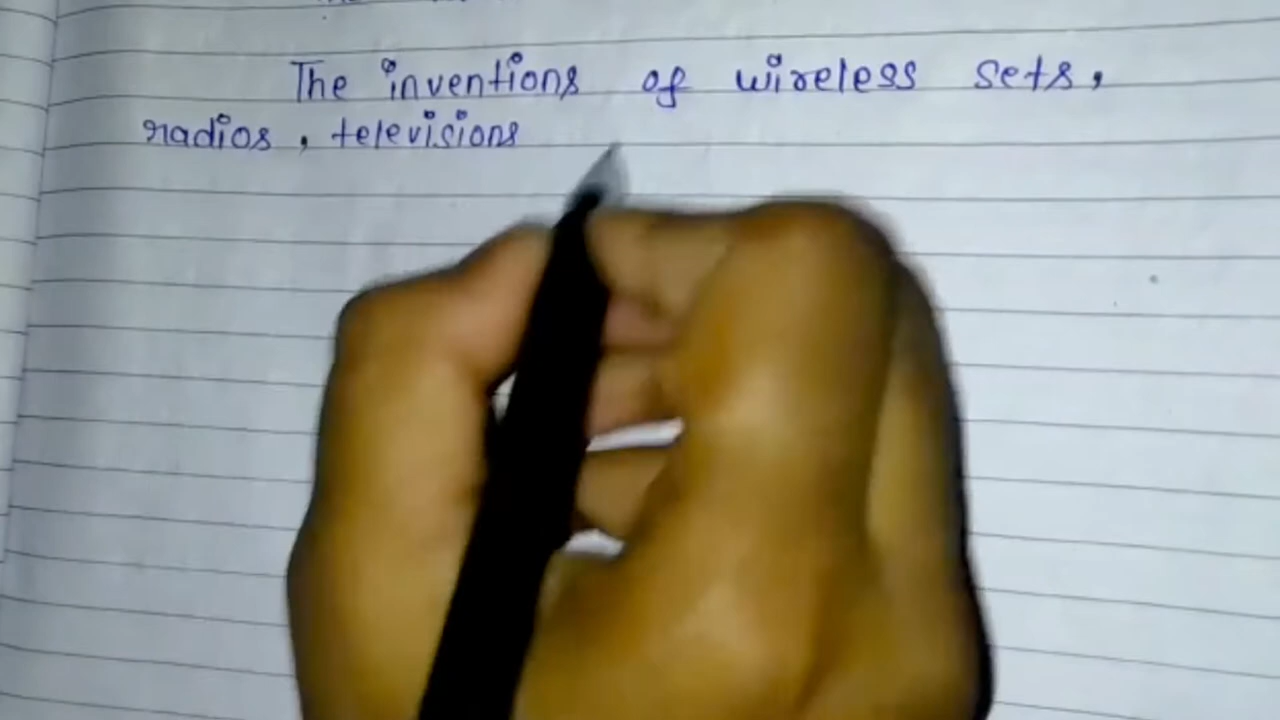 The inventions of wireless sets,
radios, televisions